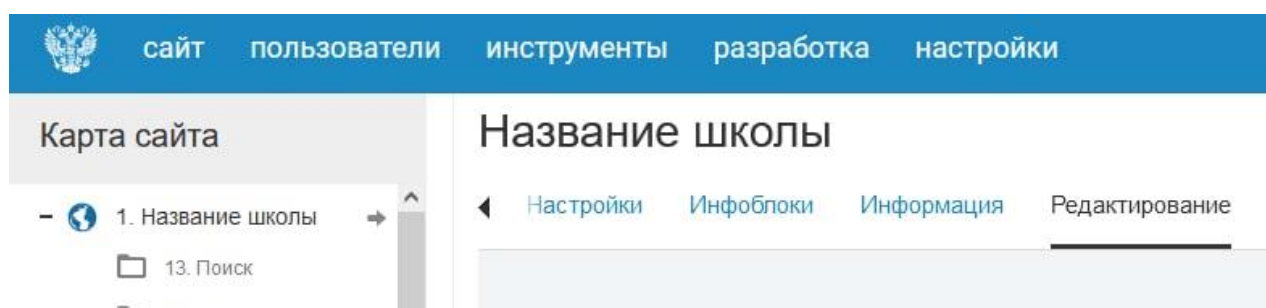 сайт пользователи инструменты разработка настройки
Карта сайта
Название школы
1. Название школы
13. Поиск
Настройки Инфоблоки Информация Редактирование